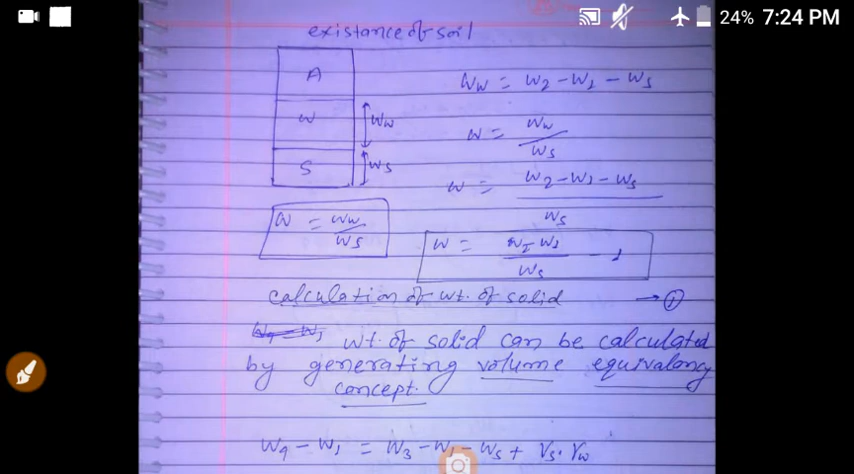 24% 7:24 PM
existance of soil
A
W
Ww
S
Ws
Ww = W2-W1-Ws
w = Ww/Ws
w = W2-W1-Ws/Ws
w = Ww/Ws
w = W2-W1/Ws - 1
calculation of wt. of solid → ①
wt. of solid can be calculated
by generating volume equivalancy
concept.
W4-W1 = W3-W1-Ws+Vs.γw